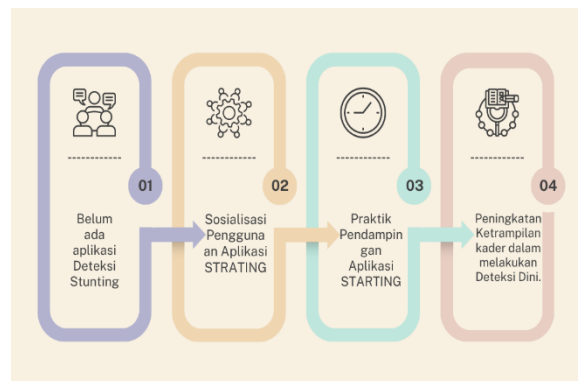 01
Belum
ada
aplikasi
Deteksi
Stunting
02
Sosialisasi
Pengguna
an Aplikasi
STRATING
03
Praktik
Pendampin
gan
Aplikasi
STARTING
04
Peningkatan
Ketrampilan
kader dalam
melakukan
Deteksi Dini.